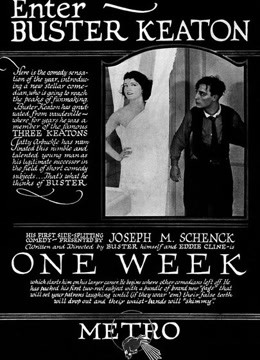 Enter
BUSTER KEATON
Here is the comedy sensa-
tion of the year, introduc-
ing a new stellar come-
dian, who is going to reach
the peaks of funmaking.
Buster Keaton has grad-
uated from vaudeville—
where for years he was a
member of the famous
THREE KEATONS
Fatty Arbuckle has nom-
inated this nimble and
talented young man as
his legitimate successor as
the field of short comedy
subjects... That's what he
thinks of BUSTER.
HIS FIRST SIDE-SPLITTING
COMEDY—PRESENTED BY JOSEPH M. SCHENCK
Written and Directed by BUSTER himself and EDDIE CLINE—is
ONE WEEK
which starts him on his larger career. He begins where other comedians left off. He
has packed his first two-reel subject with a bundle of brand new "gags" that
will set your patrons laughing until (if they wear 'em) their false teeth
will drop out and their waist-bands will "shimmy".
METRO